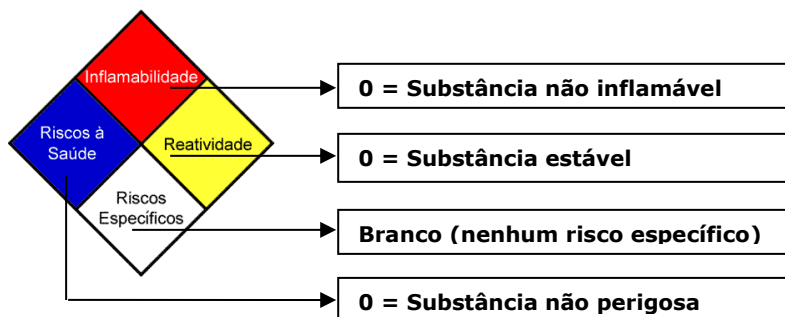 Inflamabilidade
0 = Substância não inflamável
Riscos à
Saúde
Reatividade
0 = Substância estável
Riscos
Específicos
Branco (nenhum risco específico)
0 = Substância não perigosa